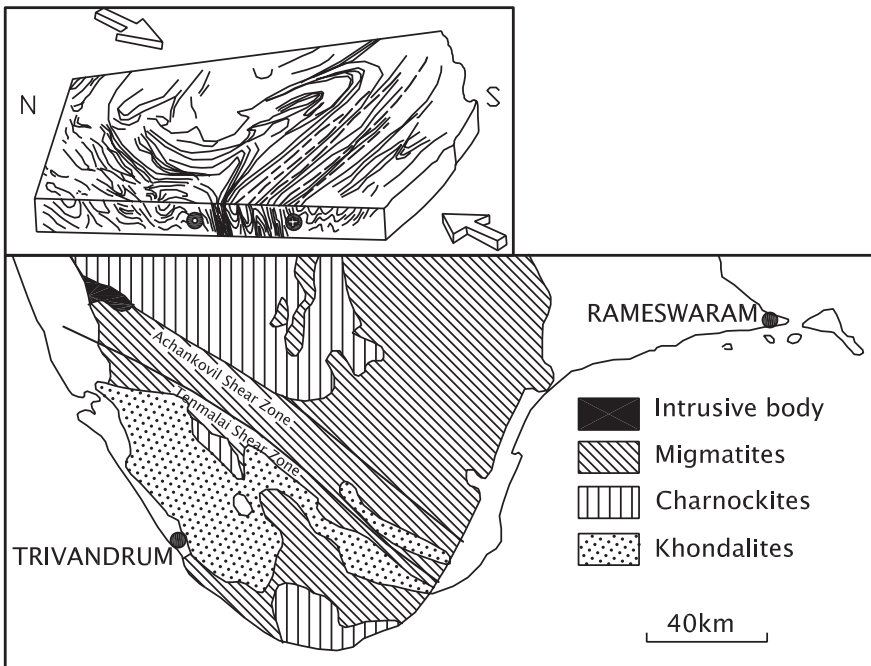 N
S
RAMESWARAM
Achankovil Shear Zone
Tenmalai Shear Zone
Intrusive body
Migmatites
Charnockites
Khondalites
TRIVANDRUM
40km